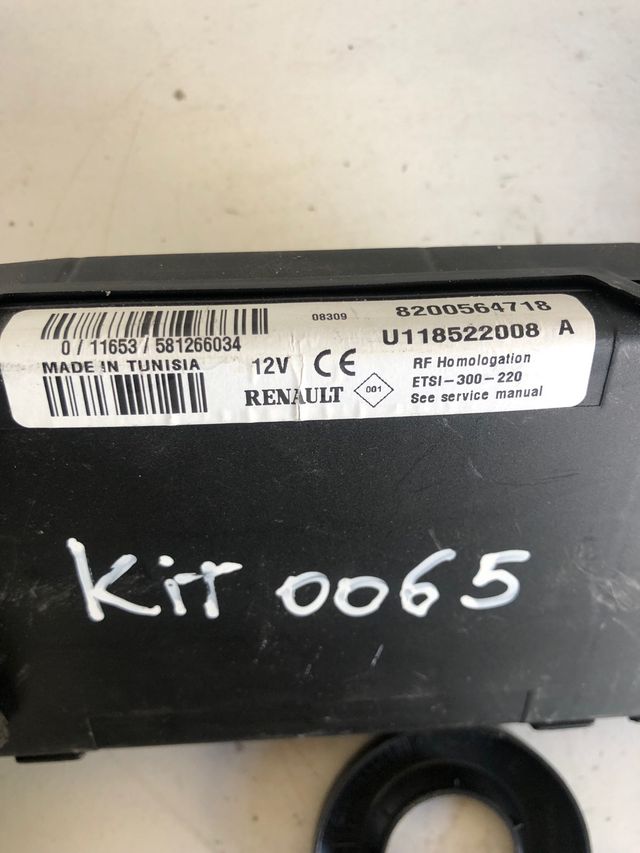 08309
8200564718
0 / 11653 / 581266034
U118522008 A
MADE IN TUNISIA
12V CE
RF Homologation
RENAULT 001
ETSI-300-220
See service manual
Kit 0065